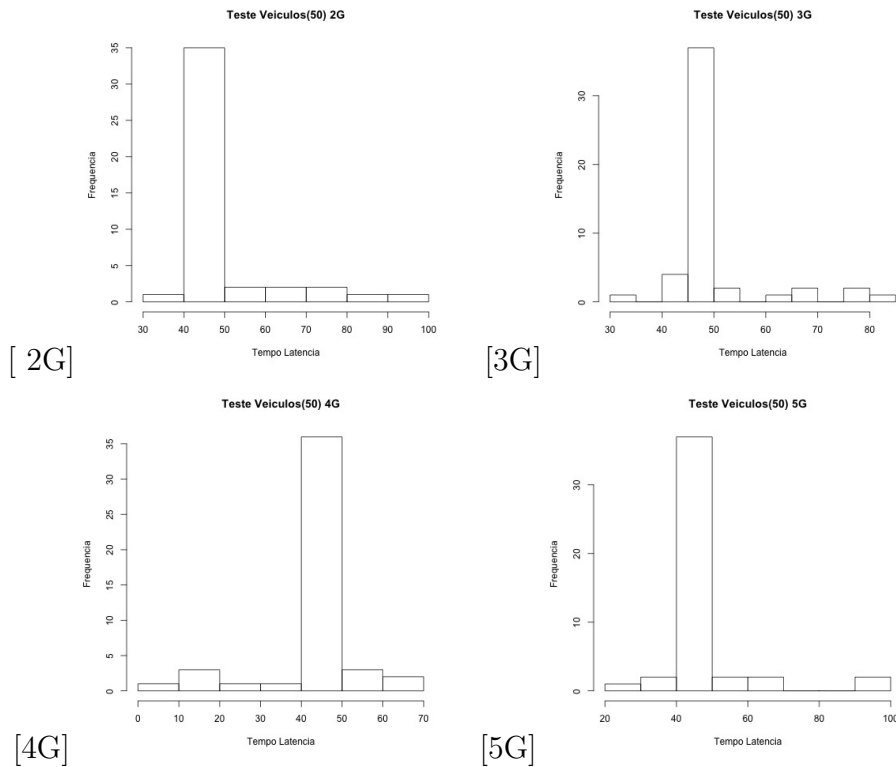 Teste Veiculos(50) 2G
Frequencia
35
30
25
20
15
10
5
0
30 40 50 60 70 80 90 100
Tempo Latencia
[ 2G]
Teste Veiculos(50) 3G
Frequencia
30
20
10
0
30 40 50 60 70 80
Tempo Latencia
[3G]
Teste Veiculos(50) 4G
Frequencia
35
30
25
20
15
10
5
0
0 10 20 30 40 50 60 70
Tempo Latencia
[4G]
Teste Veiculos(50) 5G
Frequencia
30
20
10
0
20 40 60 80 100
Tempo Latencia
[5G]